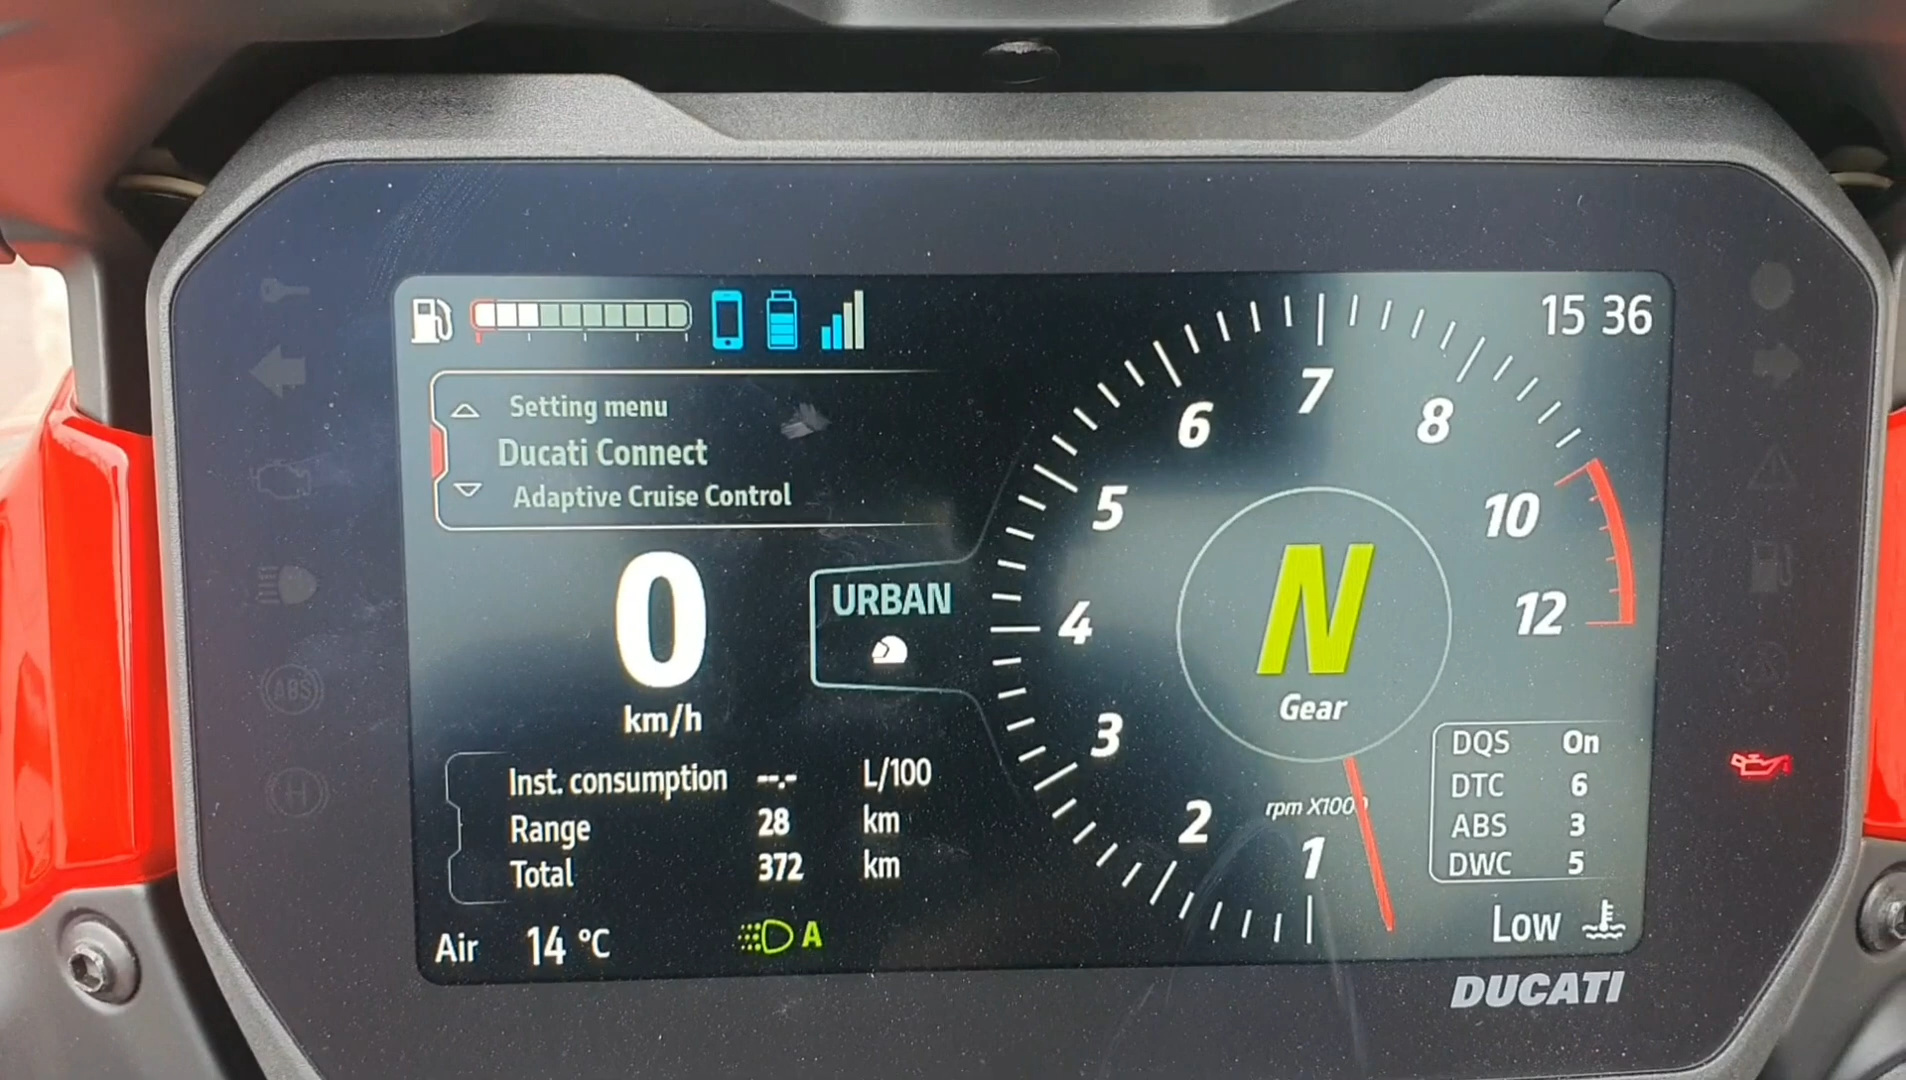 15 36
Setting menu
Ducati Connect
Adaptive Cruise Control
0
km/h
URBAN
Inst. consumption --.- L/100
Range 28 km
Total 372 km
Air 14 °C
A
1
2
3
4
5
6
7
8
10
12
N
Gear
rpm X1000
DQS On
DTC 6
ABS 3
DWC 5
Low
DUCATI
ABS
H